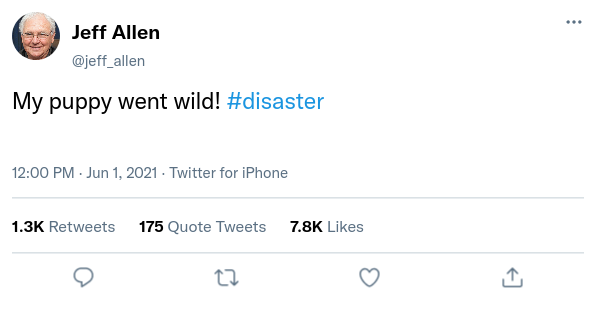 Jeff Allen
@jeff_allen
My puppy went wild! #disaster
12:00 PM · Jun 1, 2021 · Twitter for iPhone
1.3K Retweets 175 Quote Tweets 7.8K Likes